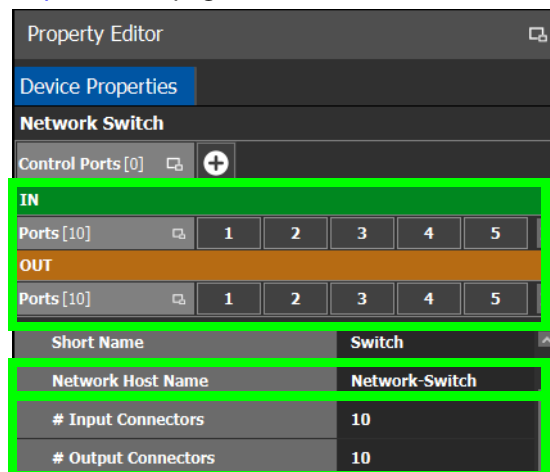 Property Editor
Device Properties
Network Switch
Control Ports [0]
IN
Ports [10] 1 2 3 4 5
OUT
Ports [10] 1 2 3 4 5
Short Name Switch
Network Host Name Network-Switch
# Input Connectors 10
# Output Connectors 10